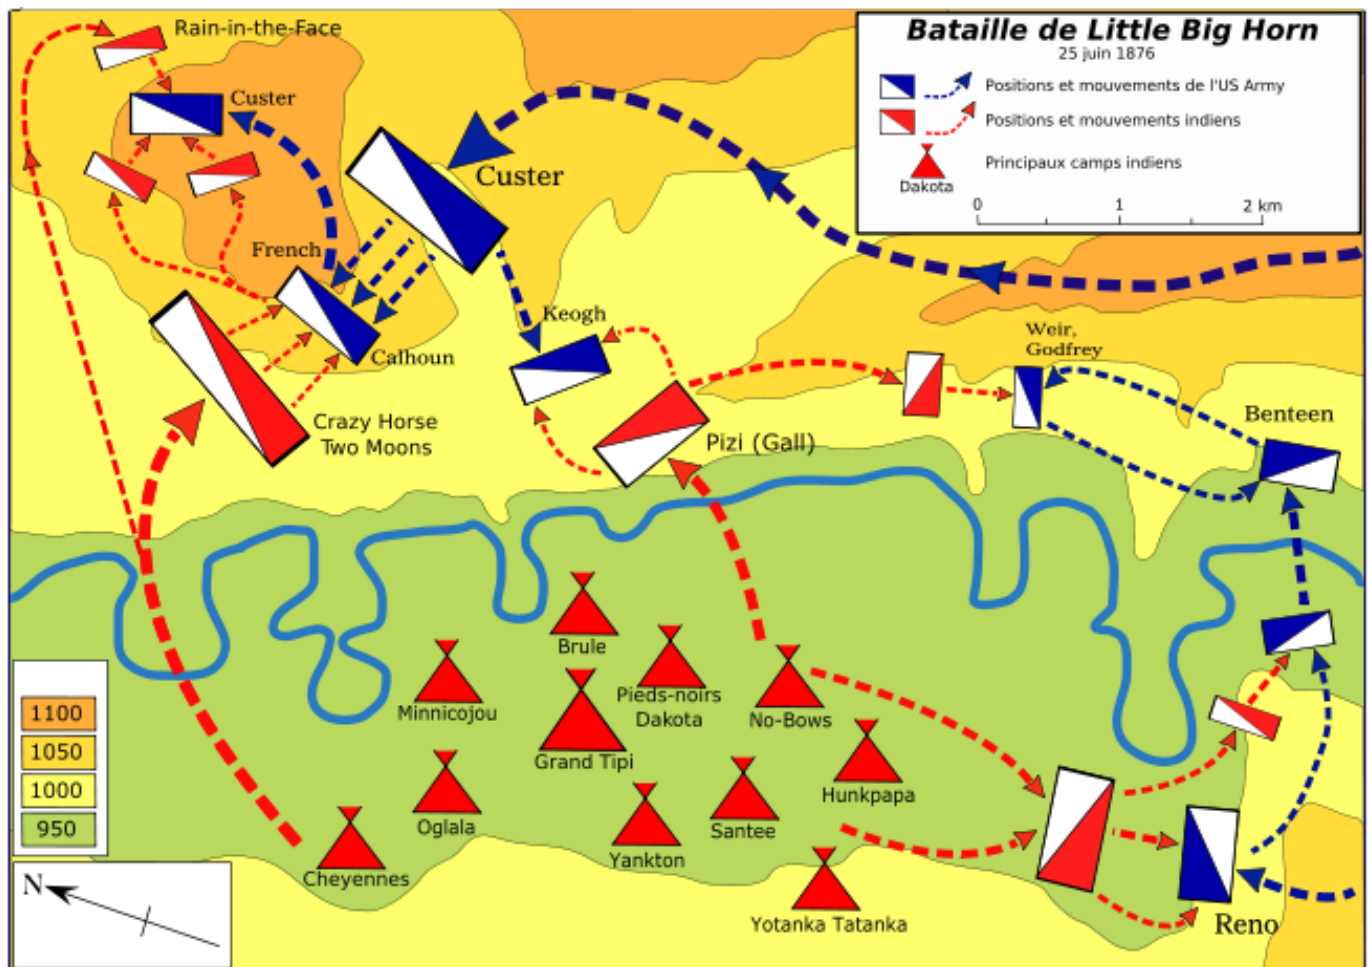 Bataille de Little Big Horn
25 juin 1876
Positions et mouvements de l'US Army
Positions et mouvements indiens
Principaux camps indiens
Dakota
0 1 2 km
Rain-in-the-Face
Custer
Custer
French
Calhoun
Keogh
Crazy Horse
Two Moons
Pizi (Gall)
Weir,
Godfrey
Benteen
Brule
Minnicojou
Pieds-noirs
Dakota
No-Bows
Grand Tipi
Hunkpapa
Oglala
Yankton
Santee
Cheyennes
Yotanka Tatanka
Reno
1100
1050
1000
950
N